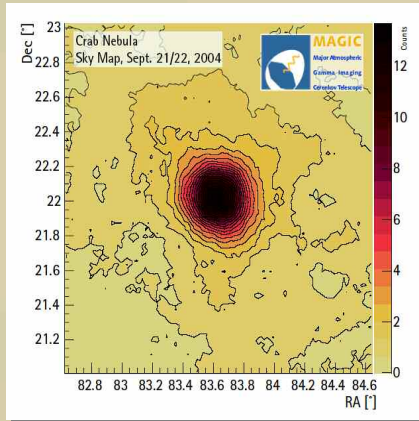 Crab Nebula
Sky Map, Sept. 21/22, 2004
MAGIC
Major Atmospheric
Gamma Imaging
Cerenkov Telescope
Dec [°]
23
22.8
22.6
22.4
22.2
22
21.8
21.6
21.4
21.2
82.8 83 83.2 83.4 83.6 83.8 84 84.2 84.4 84.6
RA [°]
Counts
12
10
8
6
4
2
0